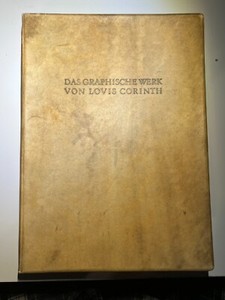 DAS GRAPHISCHE WERK
VON LOVIS CORINTH